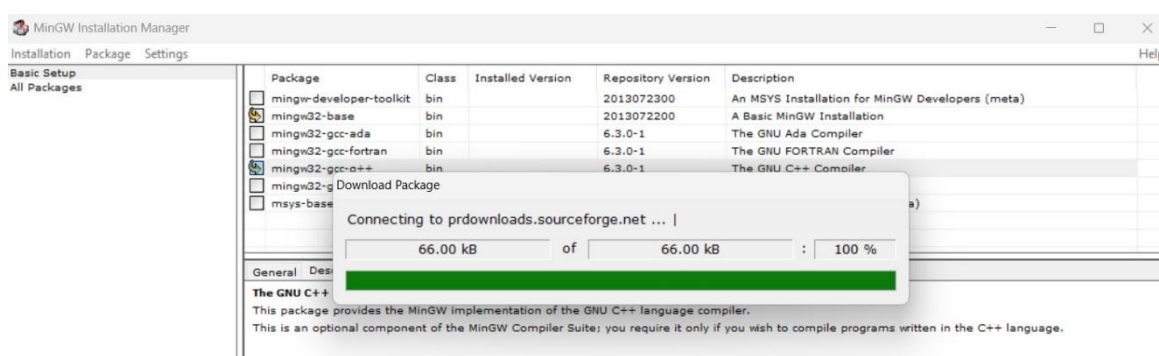 MinGW Installation Manager
Installation Package Settings Help
Basic Setup
All Packages
Package Class Installed Version Repository Version Description
mingw-developer-toolkit bin 2013072300 An MSYS Installation for MinGW Developers (meta)
mingw32-base bin 2013072200 A Basic MinGW Installation
mingw32-gcc-ada bin 6.3.0-1 The GNU Ada Compiler
mingw32-gcc-fortran bin 6.3.0-1 The GNU FORTRAN Compiler
mingw32-gcc-g++ bin 6.3.0-1 The GNU C++ Compiler
mingw32-g
msys-base a)
Download Package
Connecting to prdownloads.sourceforge.net ... |
66.00 kB of 66.00 kB : 100 %
General Des
The GNU C++
This package provides the MinGW implementation of the GNU C++ language compiler.
This is an optional component of the MinGW Compiler Suite; you require it only if you wish to compile programs written in the C++ language.